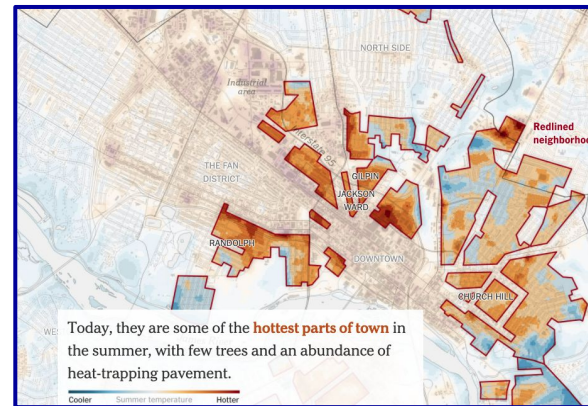 NORTH SIDE
Industrial
area
Interstate 95
Redlined
neighborhoo
THE FAN
DISTRICT
GILPIN
JACKSON
WARD
RANDOLPH
DOWNTOWN
CHURCH HILL
WES
Today, they are some of the hottest parts of town in
the summer, with few trees and an abundance of
heat-trapping pavement.
Cooler Summer temperature Hotter